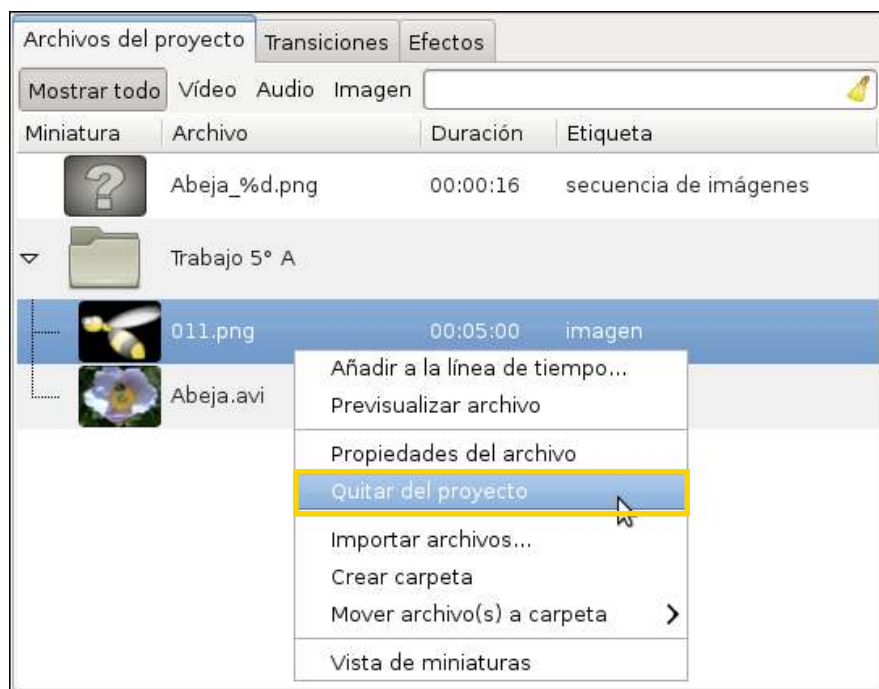 Archivos del proyecto Transiciones Efectos
Mostrar todo Vídeo Audio Imagen
Miniatura Archivo Duración Etiqueta
Abeja_%d.png 00:00:16 secuencia de imágenes
Trabajo 5° A
011.png 00:05:00 imagen
Abeja.avi
Añadir a la línea de tiempo...
Previsualizar archivo
Propiedades del archivo
Quitar del proyecto
Importar archivos...
Crear carpeta
Mover archivo(s) a carpeta
Vista de miniaturas